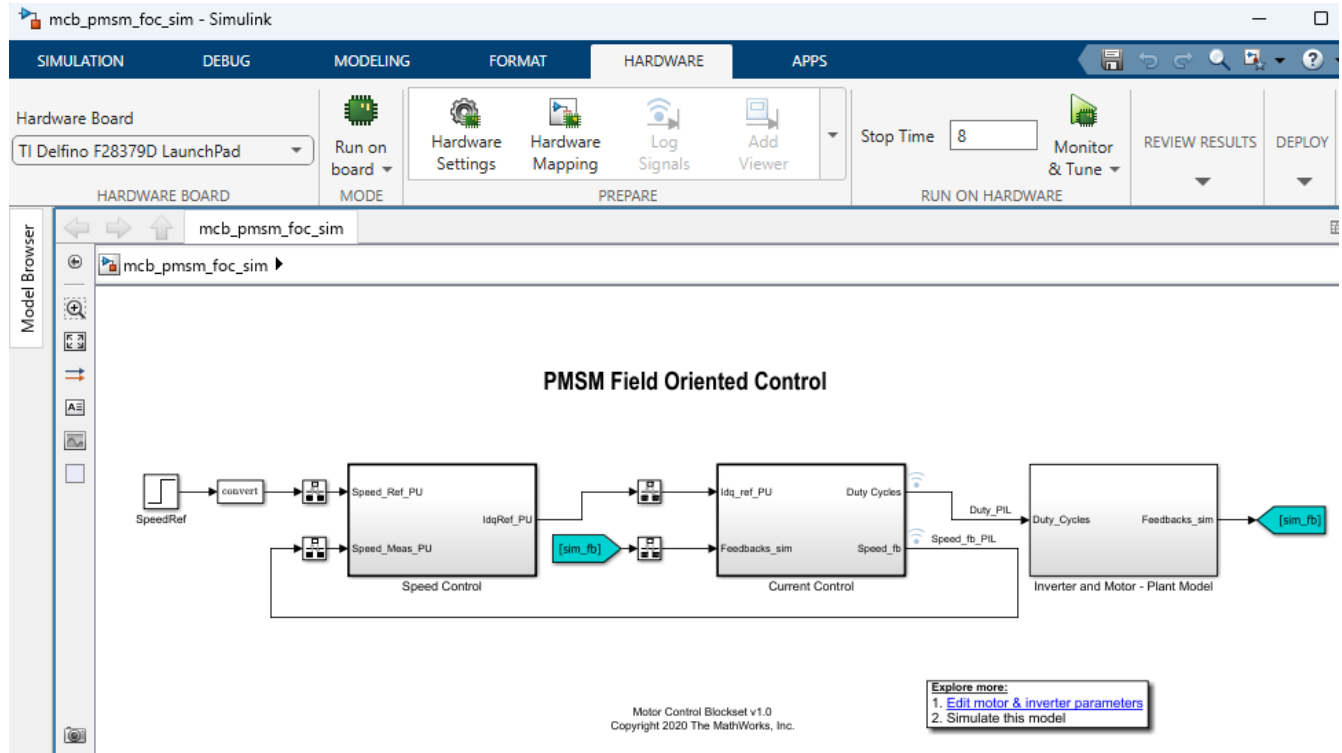 mcb_pmsm_foc_sim - Simulink
SIMULATION DEBUG MODELING FORMAT HARDWARE APPS
Hardware Board
TI Delfino F28379D LaunchPad
HARDWARE BOARD
Run on
board
MODE
Hardware
Settings
Hardware
Mapping
Log
Signals
Add
Viewer
PREPARE
Stop Time 8
Monitor
& Tune
RUN ON HARDWARE
REVIEW RESULTS
DEPLOY
Model Browser
mcb_pmsm_foc_sim
mcb_pmsm_foc_sim
PMSM Field Oriented Control
SpeedRef
convert
Speed_Ref_PU
IdqRef_PU
Speed_Meas_PU
Speed Control
[sim_fb]
Idq_ref_PU
Duty Cycles
Feedbacks_sim
Speed_fb
Current Control
Duty_PIL
Speed_fb_PIL
Duty_Cycles
Feedbacks_sim
Inverter and Motor - Plant Model
[sim_fb]
Explore more:
1. Edit motor & inverter parameters
2. Simulate this model
Motor Control Blockset v1.0
Copyright 2020 The MathWorks, Inc.